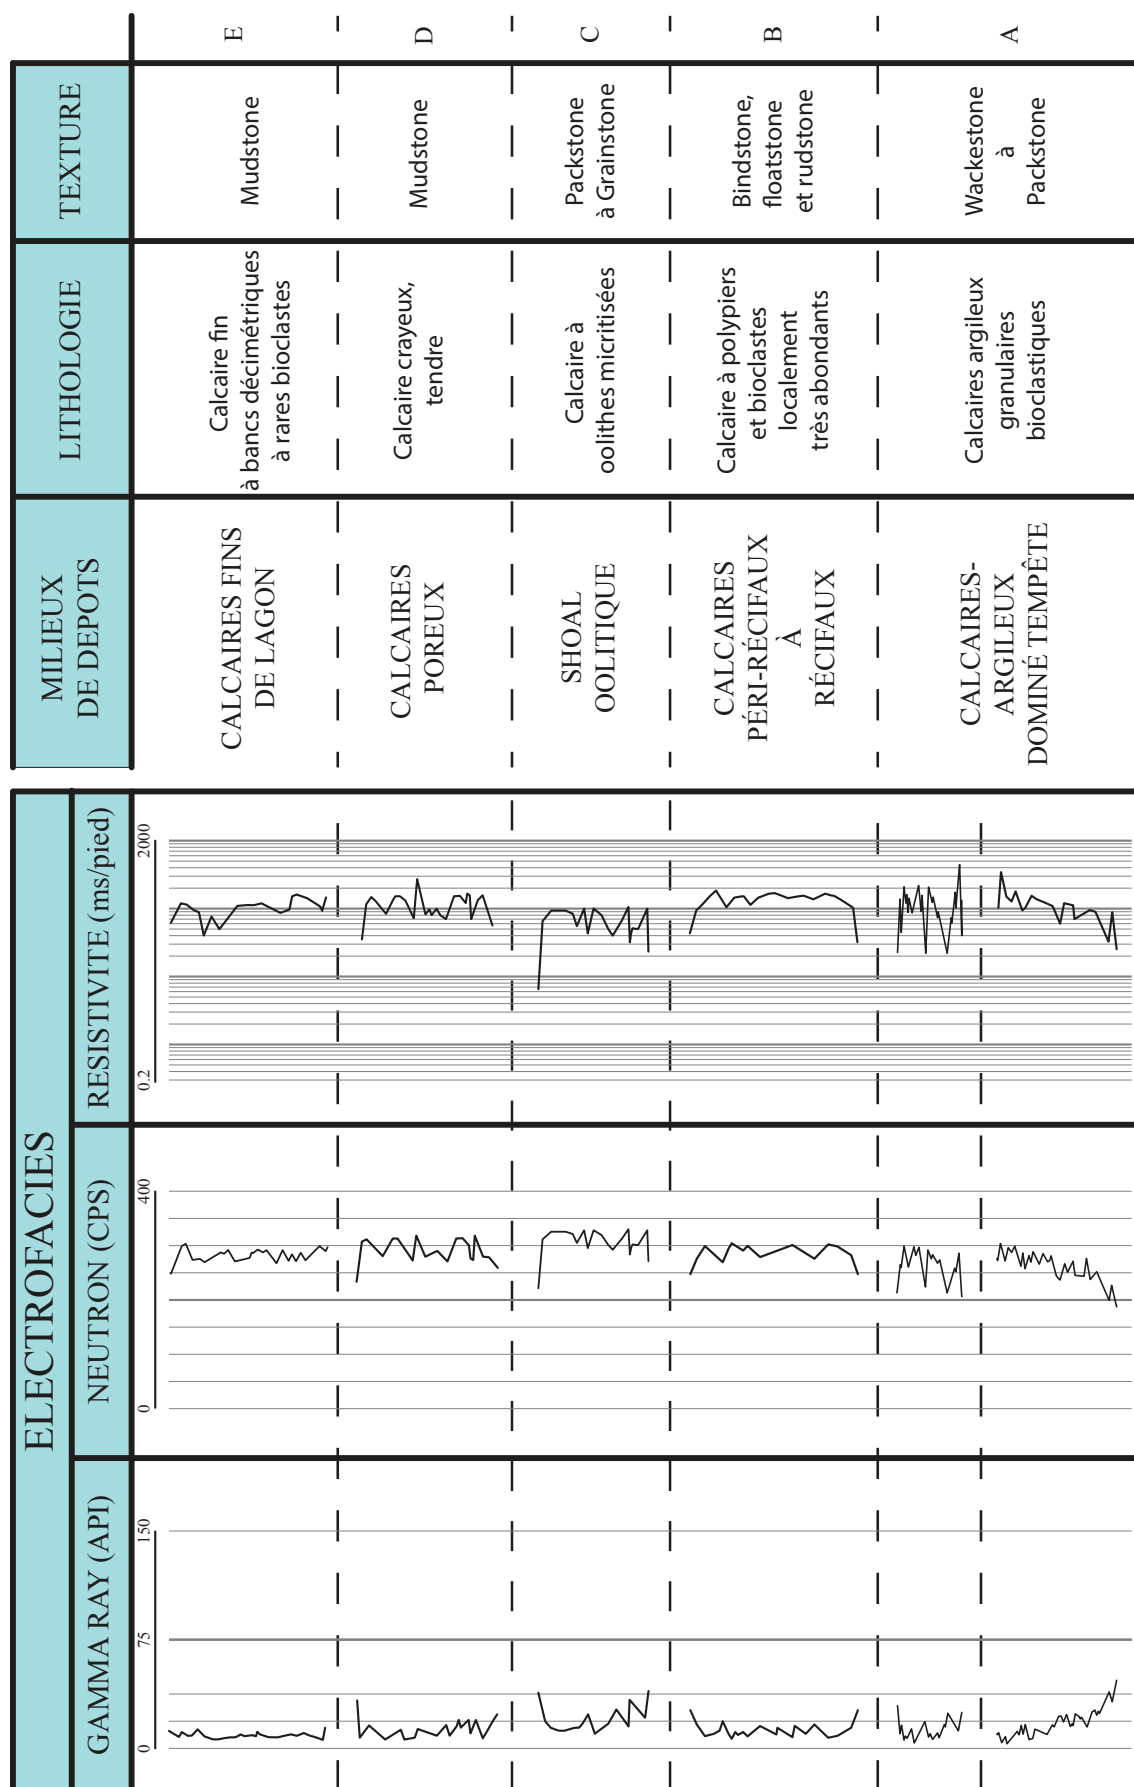 ELECTROFACIES
GAMMA RAY (API)
NEUTRON (CPS)
RESISTIVITE (ms/pied)
MILIEUX
DE DEPOTS
LITHOLOGIE
TEXTURE
0
75
150
0
400
0.2
2000
CALCAIRES FINS
DE LAGON
Calcaire fin
à bancs décimétriques
à rares bioclastes
Mudstone
E
CALCAIRES
POREUX
Calcaire crayeux,
tendre
Mudstone
D
SHOAL
OOLITIQUE
Calcaire à
oolithes micritisées
Packstone
à Grainstone
C
CALCAIRES
PÉRI-RÉCIFAUX
À
RÉCIFAUX
Calcaire à polypiers
et bioclastes
localement
très abondants
Bindstone,
floatstone
et rudstone
B
CALCAIRES-
ARGILEUX
DOMINÉ TEMPÊTE
Calcaires argileux
granulaires
bioclastiques
Wackestone
à
Packstone
A